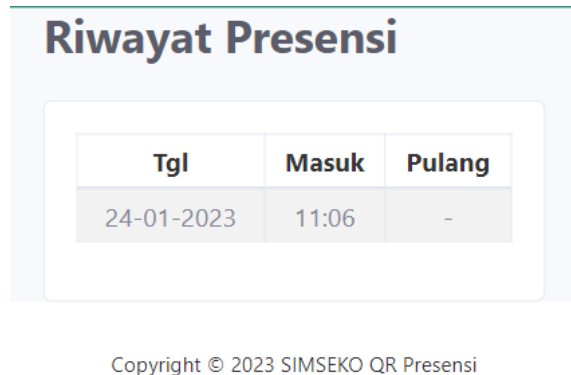 Riwayat Presensi
Tgl Masuk Pulang
24-01-2023 11:06 -
Copyright © 2023 SIMSEKO QR Presensi